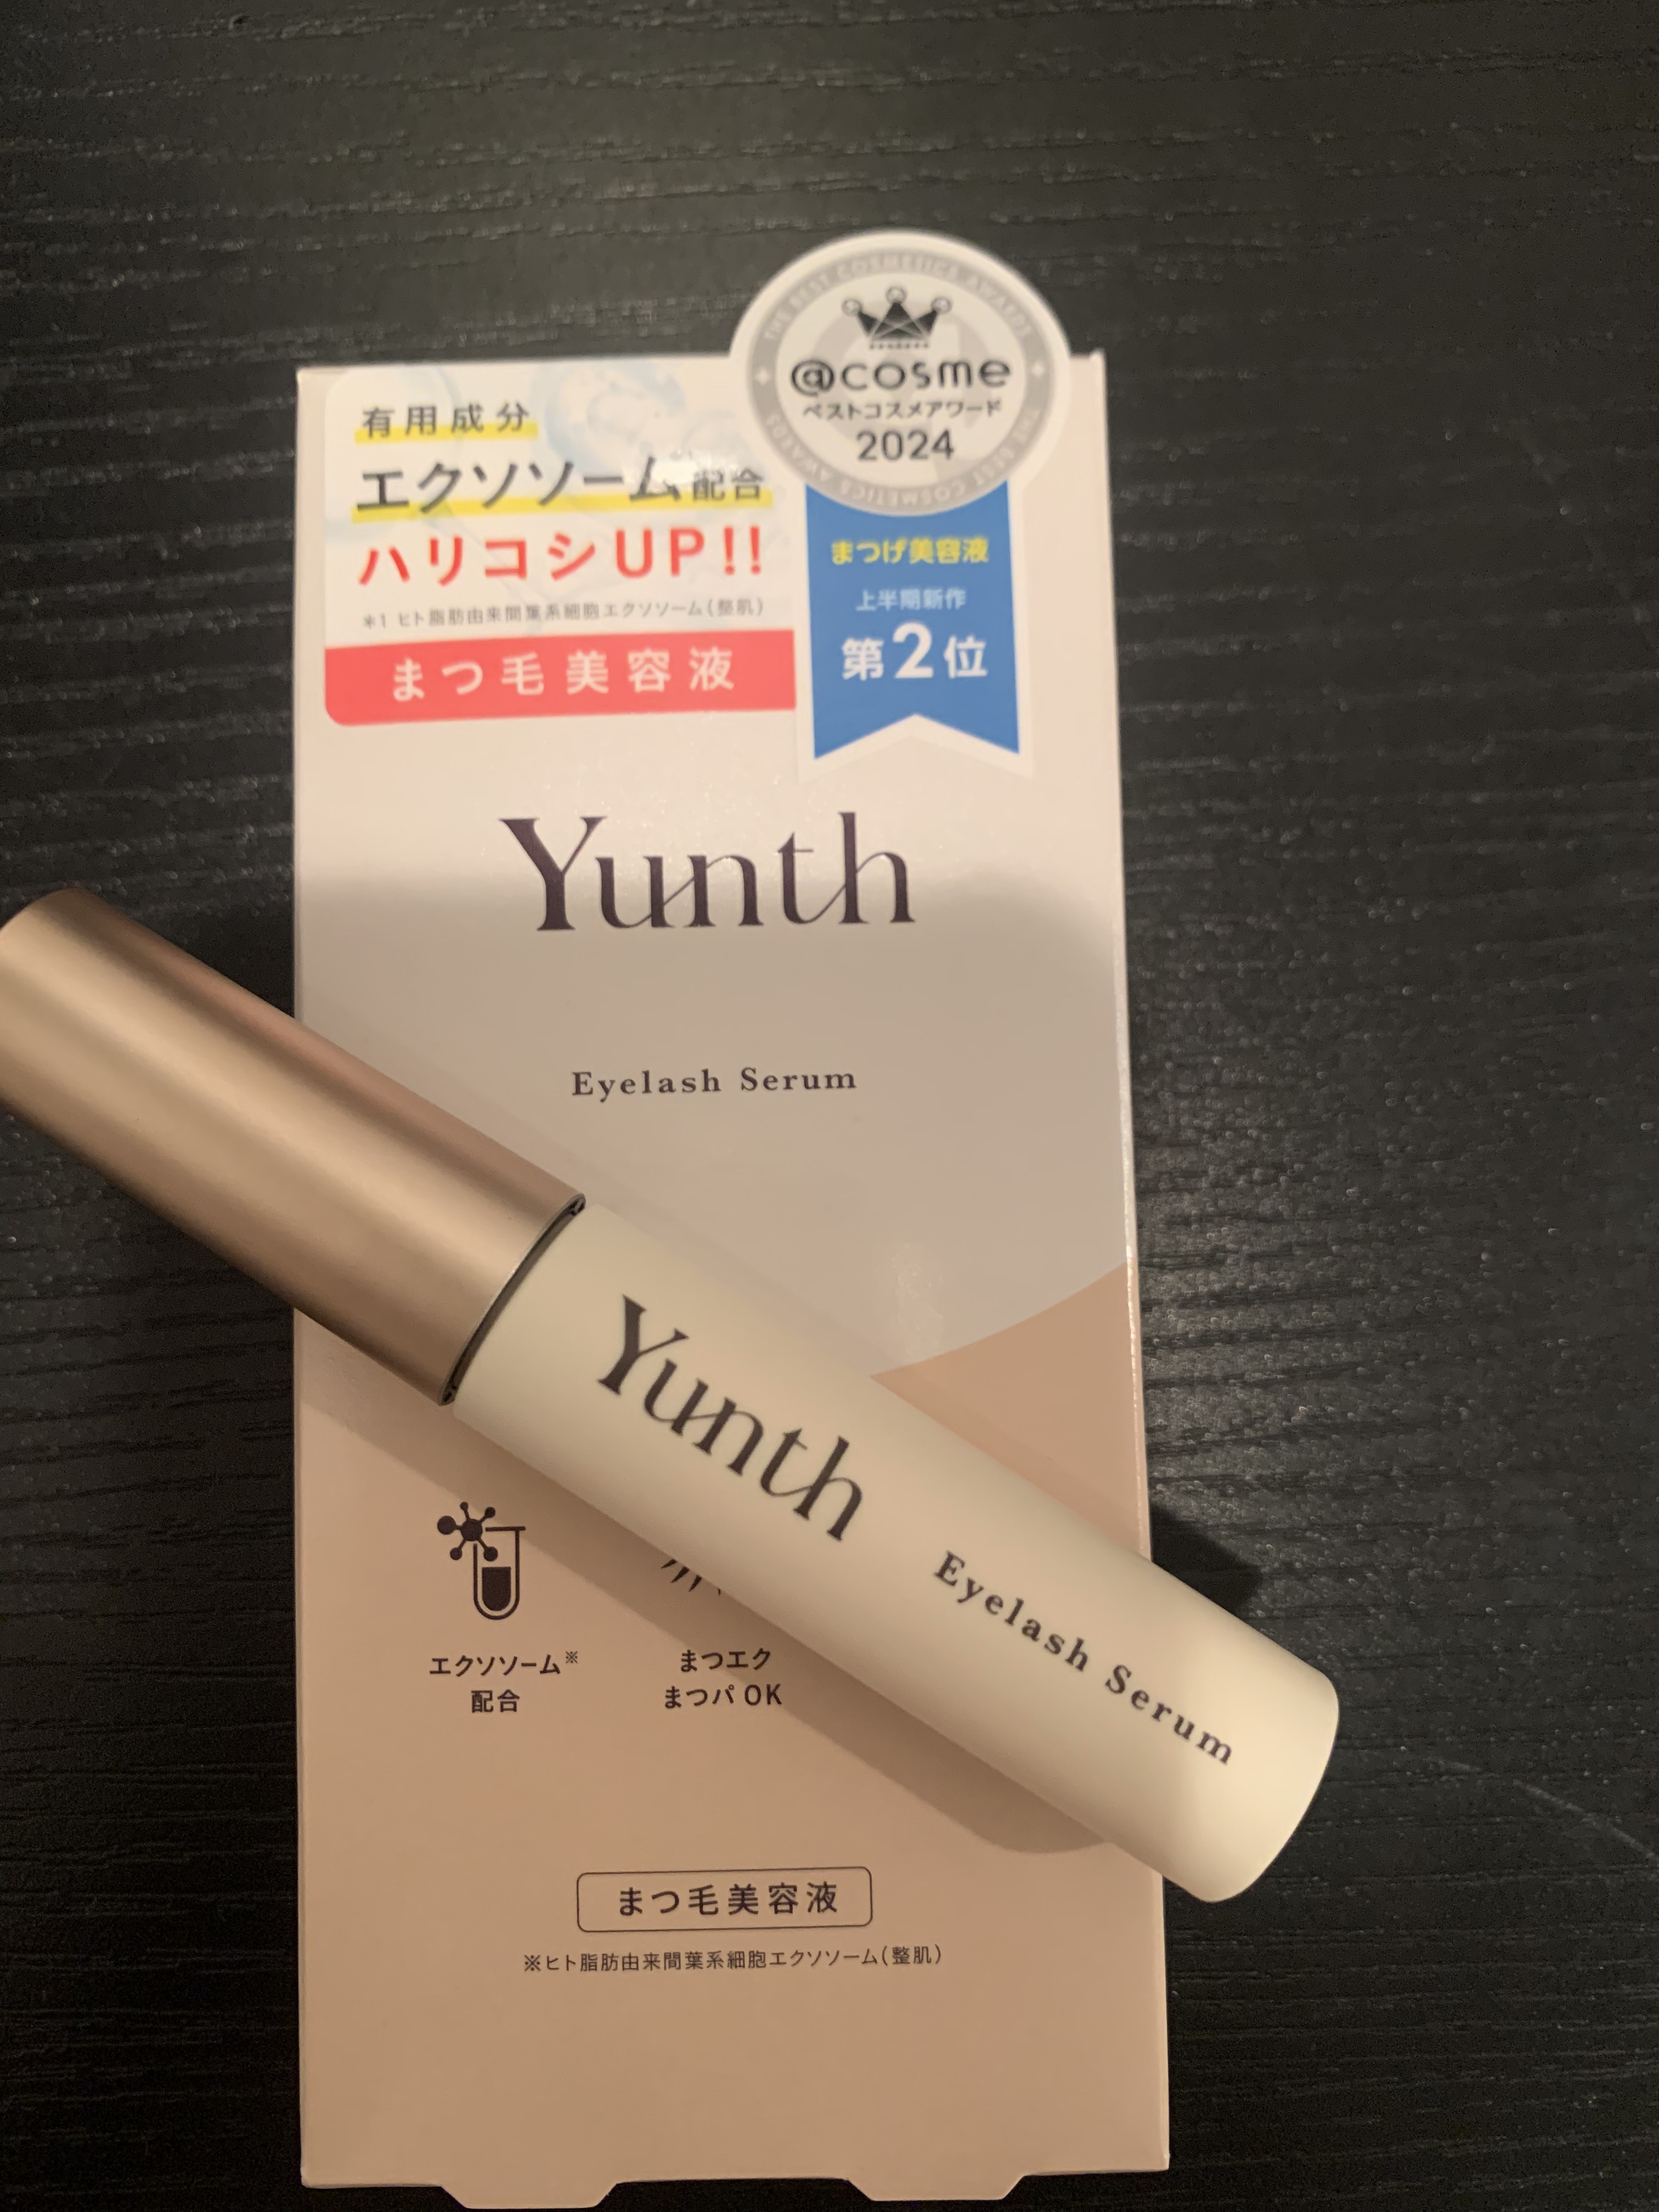 THE BEST COSMETICS AWARDS
@cosme
ベストコスメアワード
2024
THE BEST COSMETICS AWARDS
まつげ美容液
上半期新作
第2位
有用成分
エクソソーム*1配合
ハリコシUP!!
*1 ヒト脂肪由来間葉系細胞エクソソーム(整肌)
まつ毛美容液
Yunth
Eyelash Serum
Yunth
Eyelash Serum
エクソソーム※
配合
まつエク
まつパOK
まつ毛美容液
※ヒト脂肪由来間葉系細胞エクソソーム(整肌)